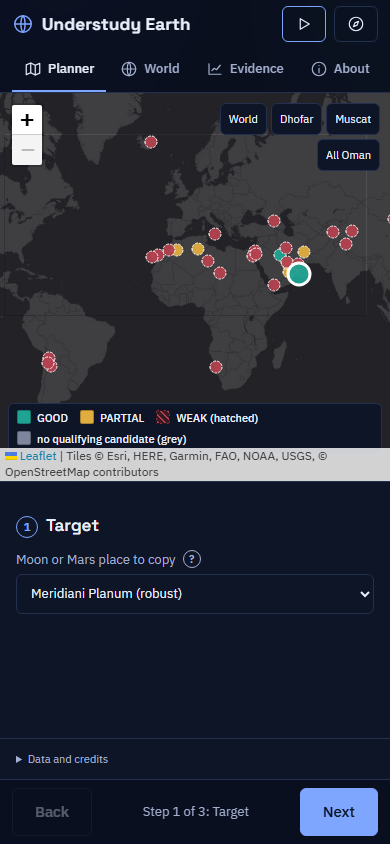 Understudy Earth
Planner
World
Evidence
About
+
−
World
Dhofar
Muscat
All Oman
GOOD
PARTIAL
WEAK (hatched)
no qualifying candidate (grey)
Leaflet | Tiles © Esri, HERE, Garmin, FAO, NOAA, USGS, ©
OpenStreetMap contributors
1 Target
Moon or Mars place to copy ?
Meridiani Planum (robust)
Data and credits
Back
Step 1 of 3: Target
Next